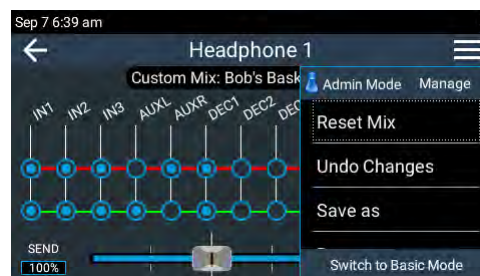 Sep 7 6:39 am
Headphone 1
Custom Mix: Bob's Bask
Admin Mode Manage
IN1 IN2 IN3 AUXL AUXR DEC1 DEC2 DEC
Reset Mix
Undo Changes
Save as
SEND
100%
Switch to Basic Mode